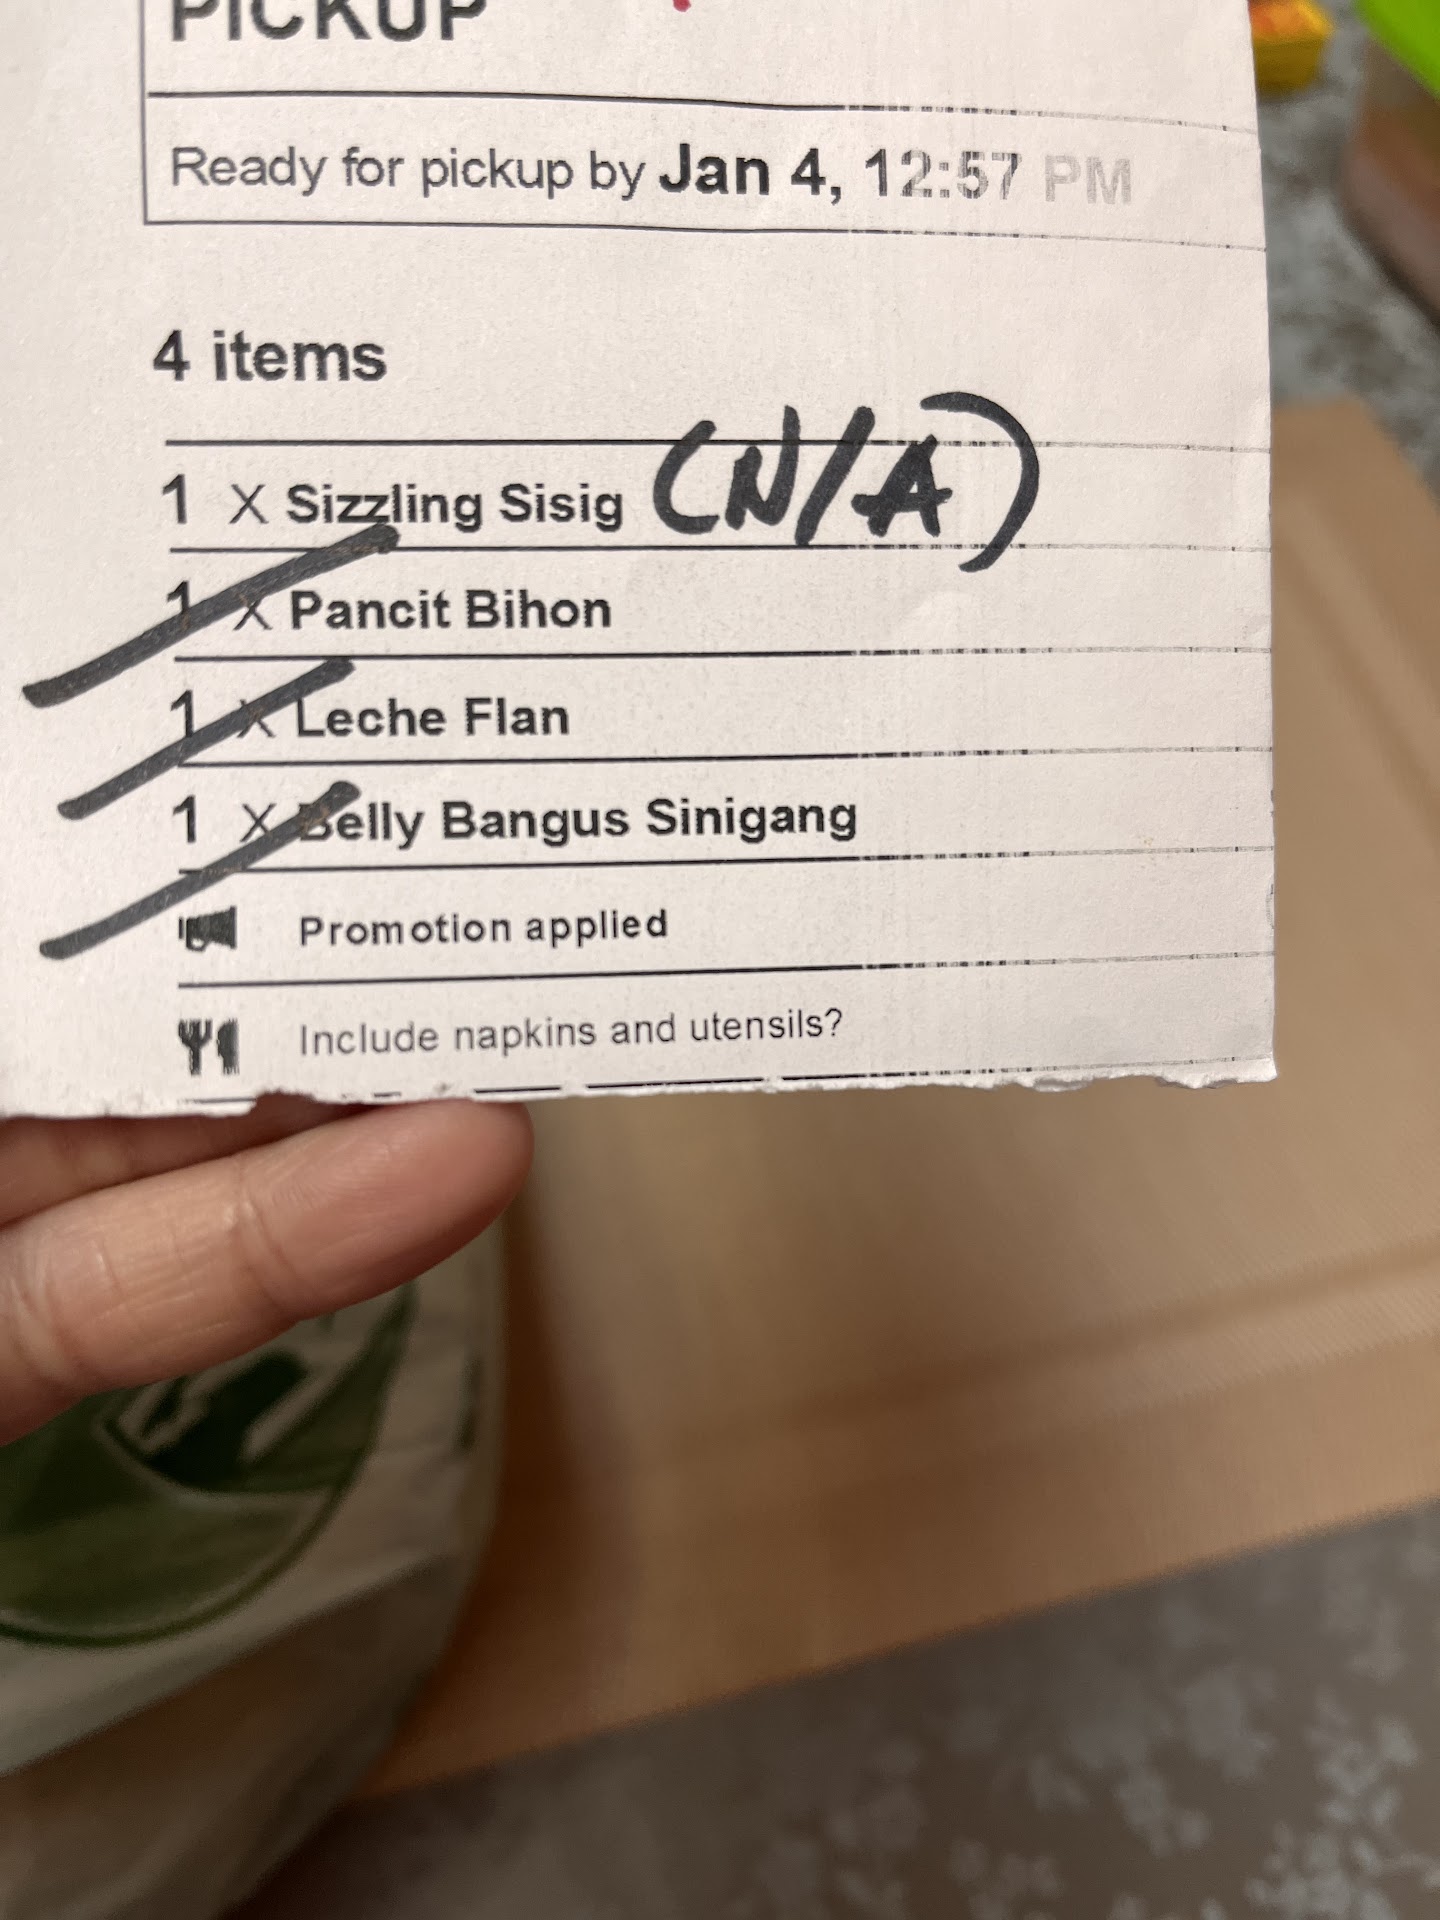 PICKUP
Ready for pickup by Jan 4, 12:57 PM
4 items
1 X Sizzling Sisig (N/A)
1 X Pancit Bihon
1 X Leche Flan
1 X Belly Bangus Sinigang
Promotion applied
Include napkins and utensils?